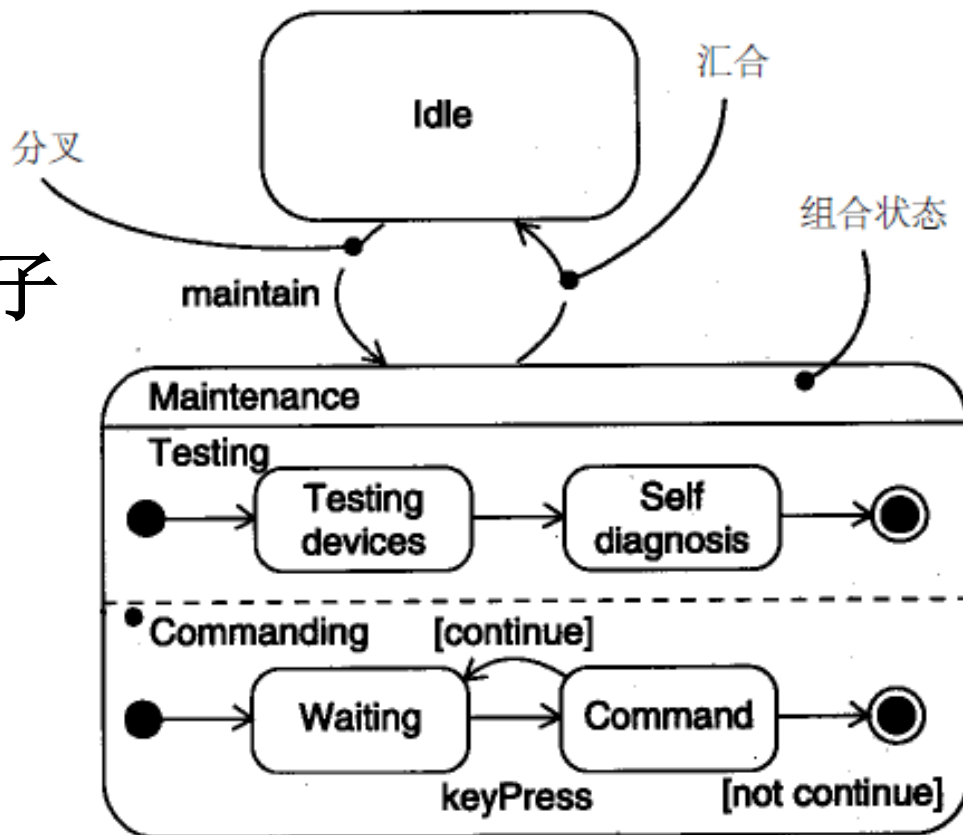 汇合
Idle
分叉
组合状态
子
maintain
Maintenance
Testing
Testing
devices
Self
diagnosis
Commanding
[continue]
Waiting
Command
keyPress
[not continue]